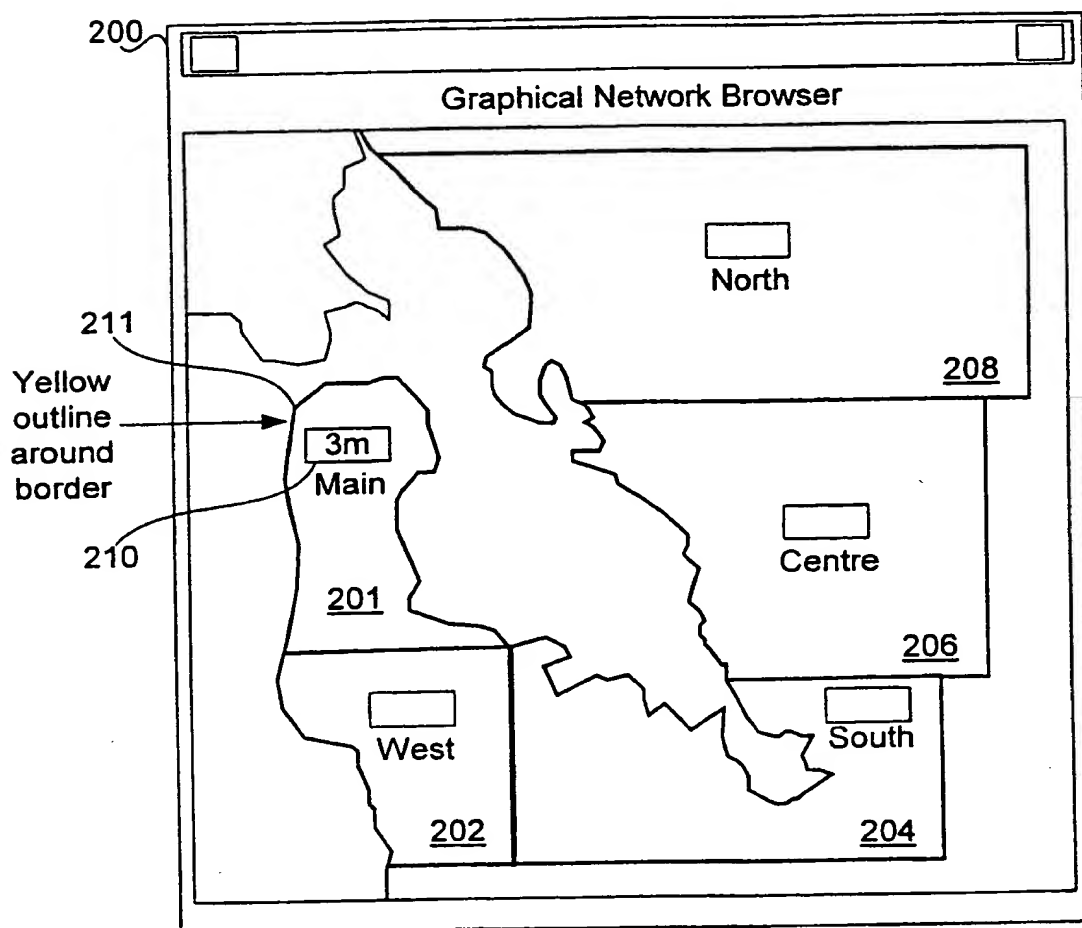 200
Graphical Network Browser
North
208
211
Yellow
outline
around
border
3m
Main
210
201
Centre
206
West
202
South
204